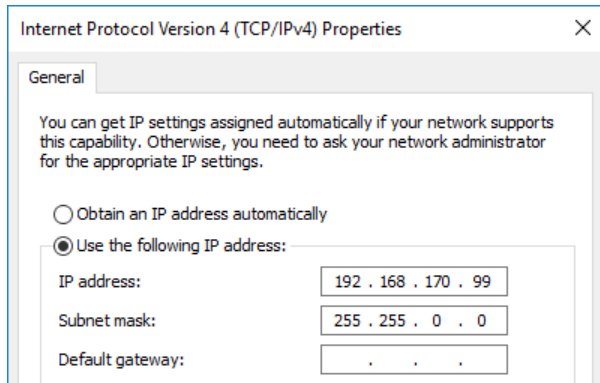 Internet Protocol Version 4 (TCP/IPv4) Properties
General
You can get IP settings assigned automatically if your network supports
this capability. Otherwise, you need to ask your network administrator
for the appropriate IP settings.
Obtain an IP address automatically
Use the following IP address:
IP address: 192 . 168 . 170 . 99
Subnet mask: 255 . 255 . 0 . 0
Default gateway: . . .